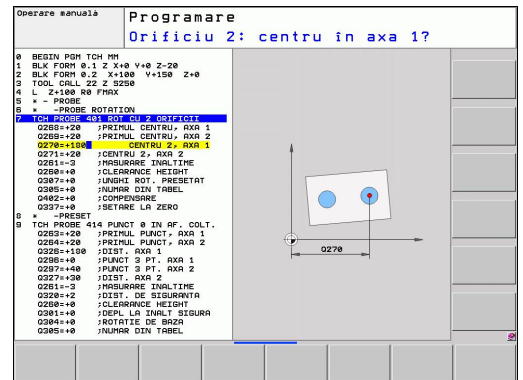 Operare manuală
Programare
Orificiu 2: centru în axa 1?
0 BEGIN PGM TCH MM
1 BLK FORM 0.1 Z X+0 Y+0 Z-20
2 BLK FORM 0.2 X+100 Y+150 Z+0
3 TOOL CALL 22 Z S250
4 L Z+100 R0 FMAX
5 * - PROBE
6 * -PROBE ROTATION
7 TCH PROBE 401 ROT CU 2 ORIFICII
Q268=+20 ;PRIMUL CENTRU, AXA 1
Q269=+20 ;PRIMUL CENTRU, AXA 2
Q270=+180 CENTRU 2, AXA 1
Q271=+20 ;CENTRU 2, AXA 2
Q261=-3 ;MASURARE INALTIME
Q260=+0 ;CLEARANCE HEIGHT
Q307=+0 ;UNGHI ROT. PRESETAT
Q305=+0 ;NUMAR DIN TABEL
Q402=+0 ;COMPENSARE
Q337=+0 ;SETARE LA ZERO
8 * -PRESET
9 TCH PROBE 414 PUNCT 0 IN AF. COLT.
Q263=+20 ;PRIMUL PUNCT, AXA 1
Q264=+20 ;PRIMUL PUNCT, AXA 2
Q326=+180 ;DIST. AXA 1
Q296=+0 ;PUNCT 3 PT. AXA 1
Q297=+40 ;PUNCT 3 PT. AXA 2
Q327=+30 ;DIST. AXA 2
Q261=-3 ;MASURARE INALTIME
Q320=+2 ;DIST. DE SIGURANTA
Q260=+0 ;CLEARANCE HEIGHT
Q301=+0 ;DEPL LA INALT SIGURA
Q304=+0 ;ROTATIE DE BAZA
Q305=+0 ;NUMAR DIN TABEL
Q270